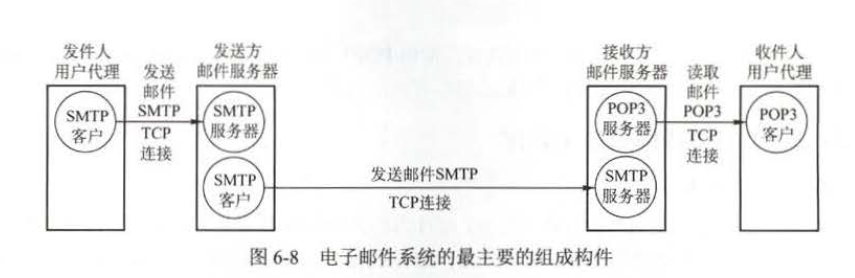 发件人
用户代理
发送
邮件
SMTP
TCP
连接
发送方
邮件服务器
接收方
邮件服务器
读取
邮件
POP3
TCP
连接
收件人
用户代理
SMTP
客户
SMTP
服务器
POP3
服务器
POP3
客户
SMTP
客户
发送邮件SMTP
TCP连接
SMTP
服务器
图 6-8 电子邮件系统的最主要的组成构件